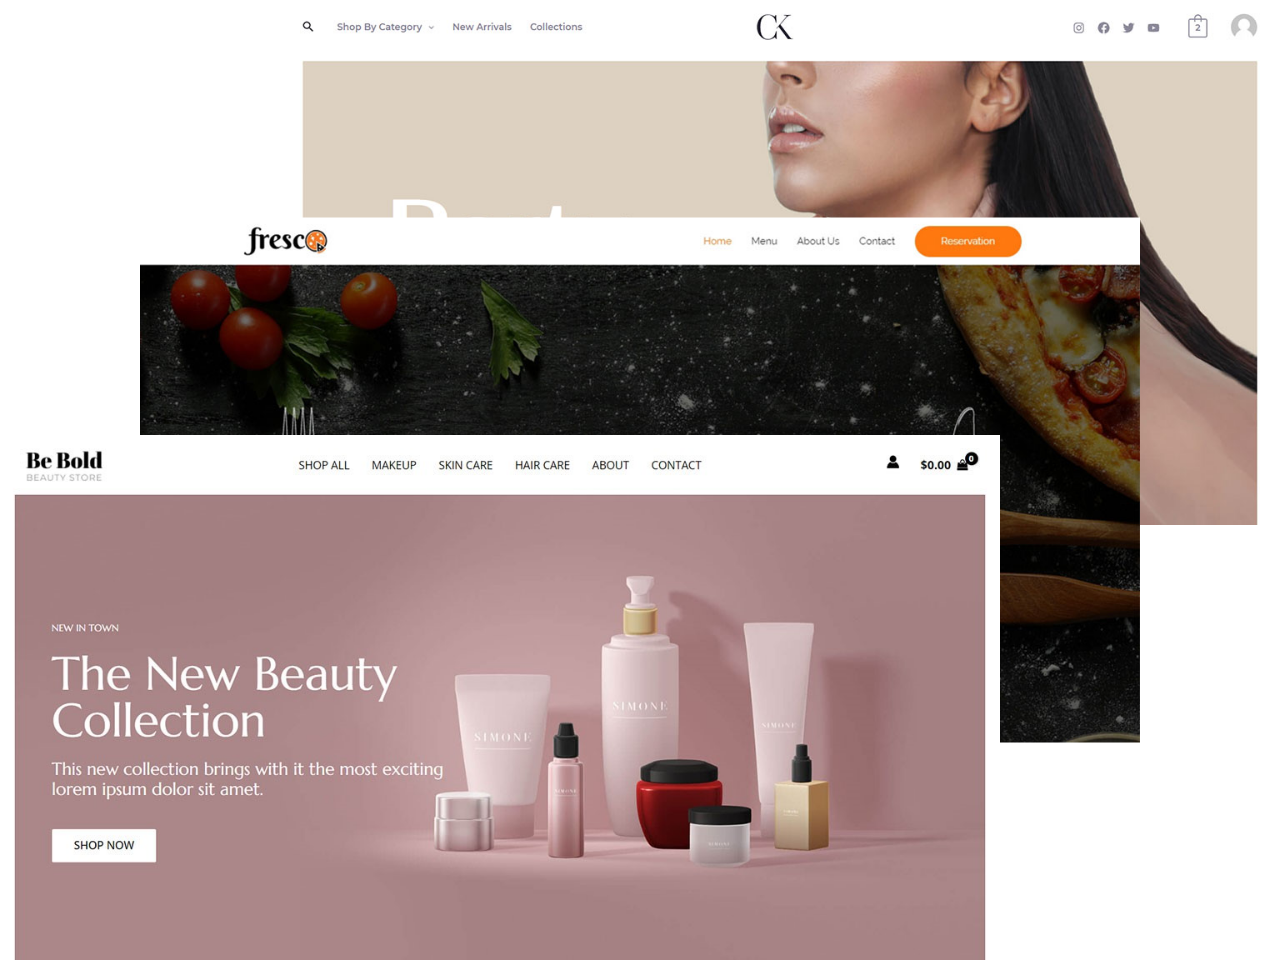 Shop By Category
New Arrivals
Collections
CK
2
fresco
Home
Menu
About Us
Contact
Reservation
Be Bold
BEAUTY STORE
SHOP ALL
MAKEUP
SKIN CARE
HAIR CARE
ABOUT
CONTACT
$0.00
0
NEW IN TOWN
The New Beauty
Collection
This new collection brings with it the most exciting
lorem ipsum dolor sit amet.
SHOP NOW
SIMONE
SIMONE
SIMONE
SIMONE
SIMONE